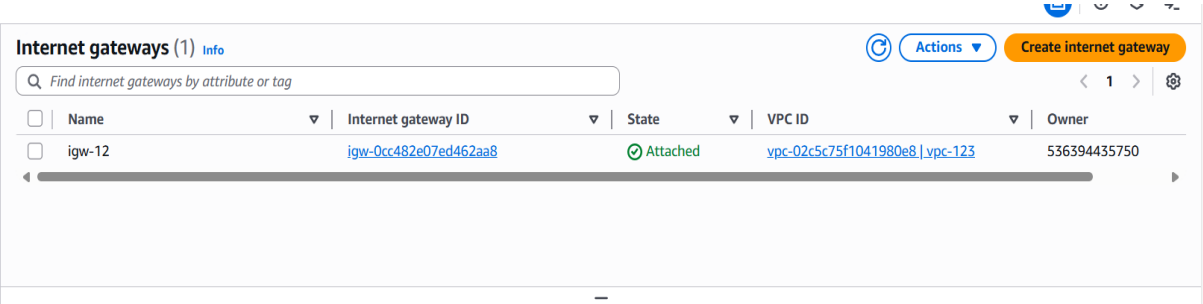 Internet gateways (1) Info
Actions
Create internet gateway
Find internet gateways by attribute or tag
1
Name Internet gateway ID State VPC ID Owner
igw-12 igw-0cc482e07ed462aa8 Attached vpc-02c5c75f1041980e8 | vpc-123 536394435750